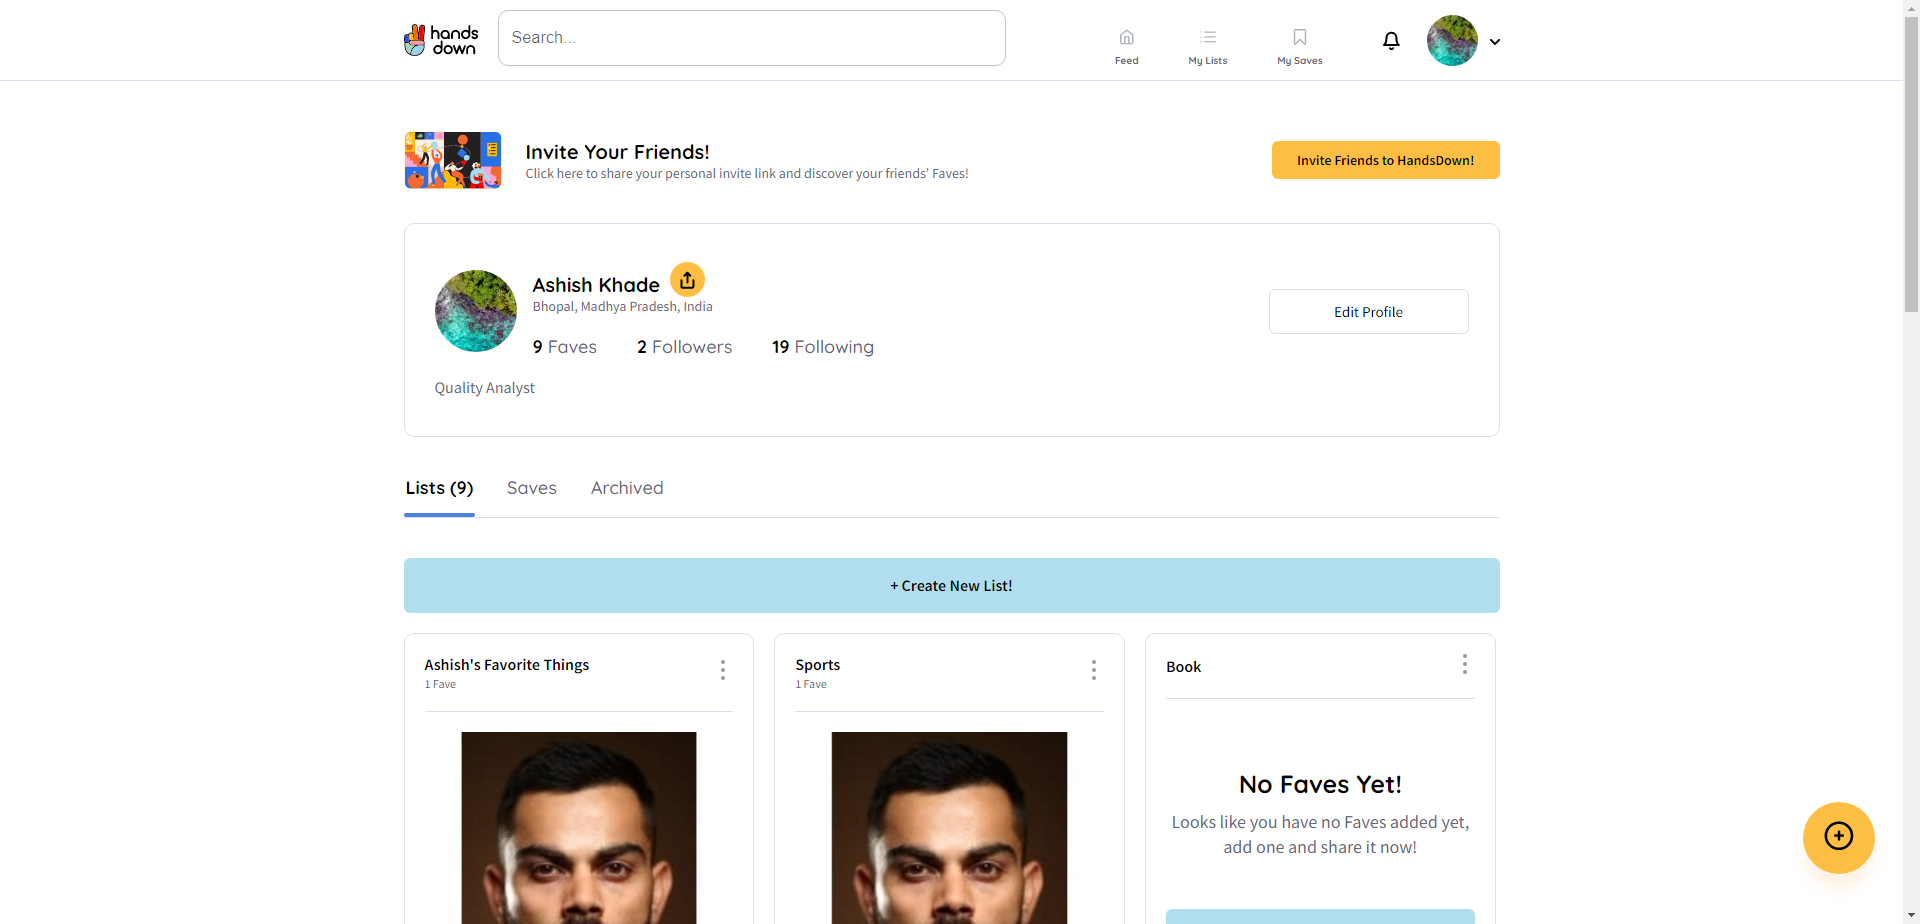 hands
down
Search...
Feed
My Lists
My Saves
Invite Your Friends!
Click here to share your personal invite link and discover your friends' Faves!
Invite Friends to HandsDown!
Ashish Khade
Bhopal, Madhya Pradesh, India
9 Faves
2 Followers
19 Following
Edit Profile
Quality Analyst
Lists (9)
Saves
Archived
+ Create New List!
Ashish's Favorite Things
1 Fave
Sports
1 Fave
Book
No Faves Yet!
Looks like you have no Faves added yet,
add one and share it now!